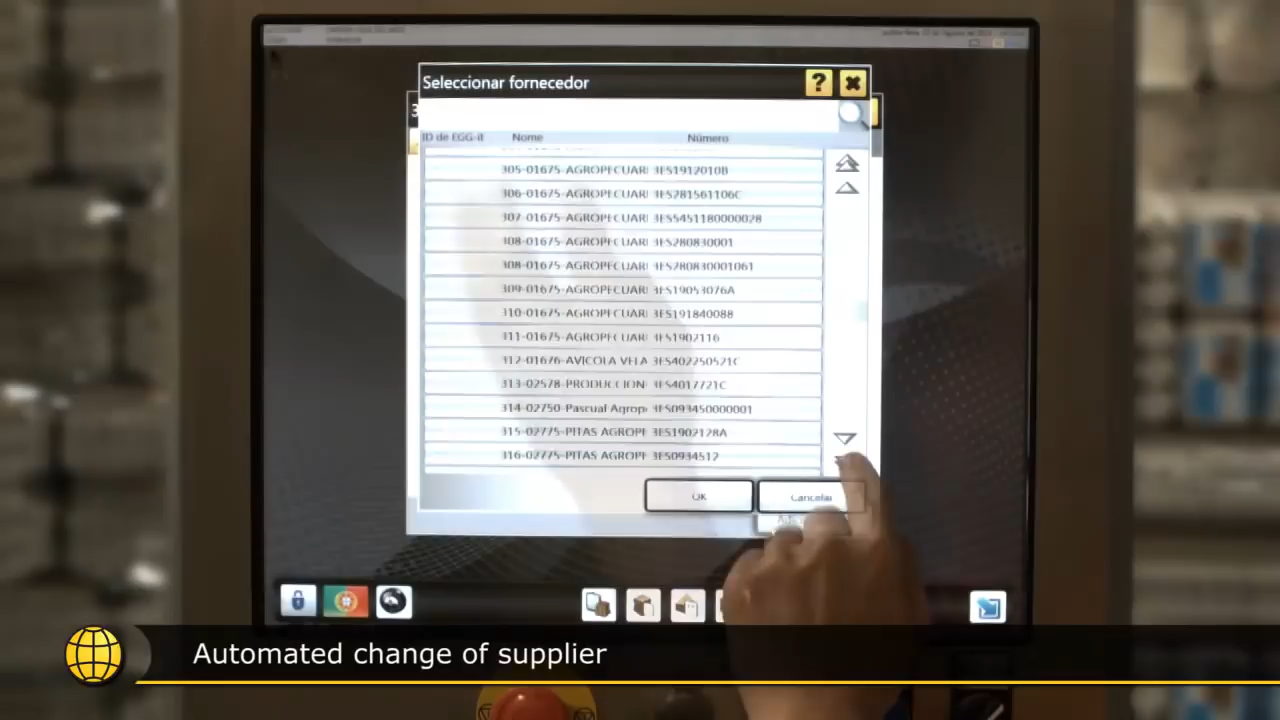 Seleccionar fornecedor
?
ID de EGG-it Nome Número
305-01675-AGROPECUARI 3ES1912010B
306-01675-AGROPECUARI 3ES281561106C
307-01675-AGROPECUARI 3ES5451180000028
308-01675-AGROPECUARI 3ES280830001
308-01675-AGROPECUARI 3ES280830001061
309-01675-AGROPECUARI 3ES19053076A
310-01675-AGROPECUARI 3ES191840088
311-01675-AGROPECUARI 3ES1902116
312-01676-AVÍCOLA VELA 3ES402250521C
313-02578-PRODUCCION 3ES4017721C
314-02750-Pascual Agrop 3ES093450000001
315-02775-PITAS AGROPE 3ES1902128A
316-02775-PITAS AGROPE 3ES0934512
OK Cancelar
Automated change of supplier